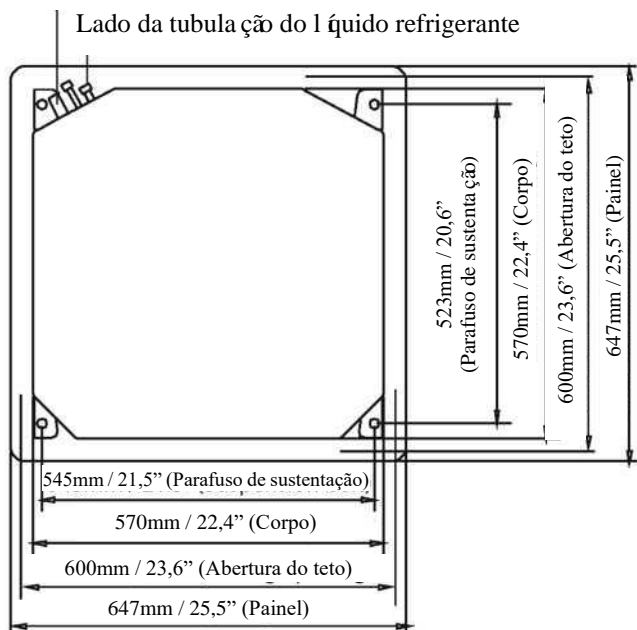 Lado da tubulação do líquido refrigerante
523mm / 20,6”
(Parafuso de sustentação)
570mm / 22,4” (Corpo)
600mm / 23,6” (Abertura do teto)
647mm / 25,5” (Painel)
545mm / 21,5” (Parafuso de sustentação)
570mm / 22,4” (Corpo)
600mm / 23,6” (Abertura do teto)
647mm / 25,5” (Painel)